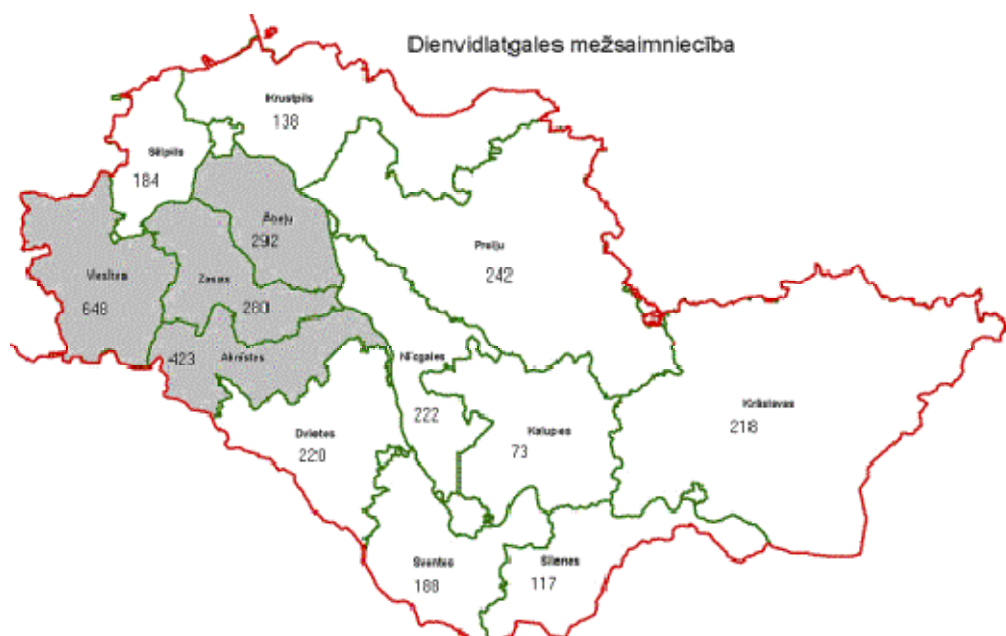 Dienvidlatgales mežsaimniecība
Krustpils
138
Sēlpils
184
Ābeļu
292
Preiļu
242
Viesītes
648
Zasas
280
Aknīstes
423
Nīcgales
222
Krāslavas
218
Dvietes
220
Kalupes
73
Sventes
188
Silenes
117